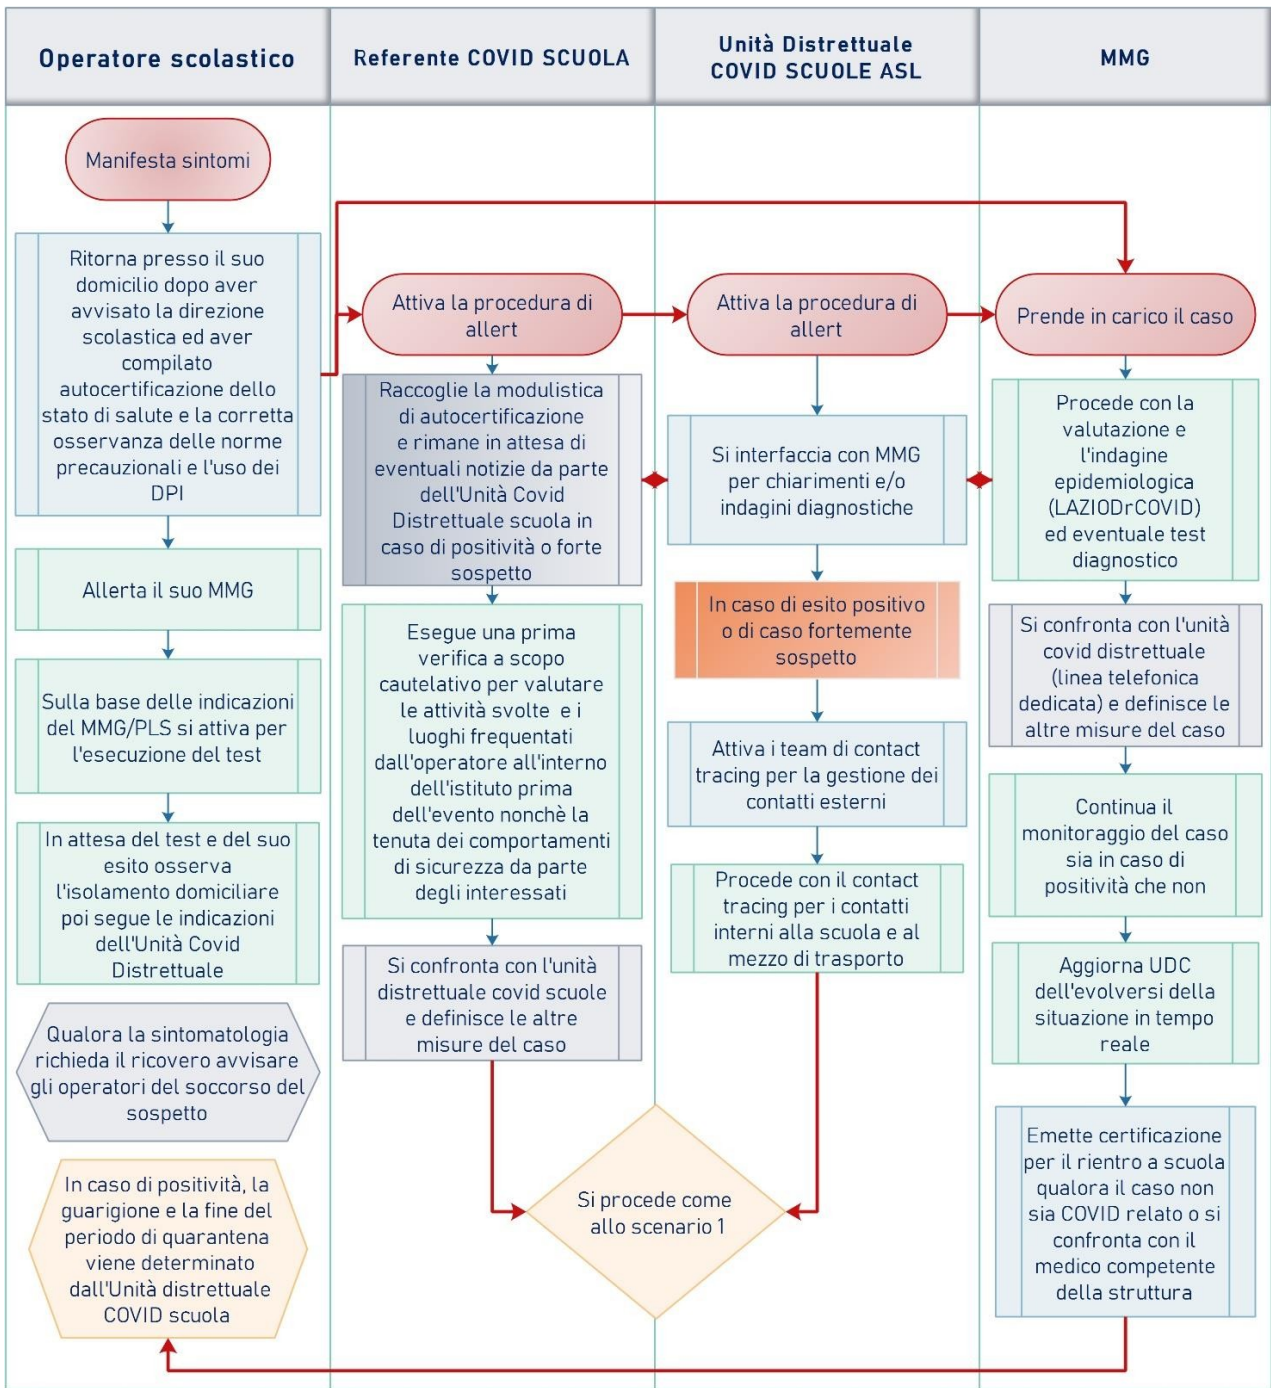 Operatore scolastico
Referente COVID SCUOLA
Unità Distrettuale
COVID SCUOLE ASL
MMG
Manifesta sintomi
Ritorna presso il suo
domicilio dopo aver
avvisato la direzione
scolastica ed aver
compilato
autocertificazione dello
stato di salute e la corretta
osservanza delle norme
precauzionali e l'uso dei
DPI
Allerta il suo MMG
Sulla base delle indicazioni
del MMG/PLS si attiva per
l'esecuzione del test
In attesa del test e del suo
esito osserva
l'isolamento domiciliare
poi segue le indicazioni
dell'Unità Covid
Distrettuale
Qualora la sintomatologia
richieda il ricovero avvisare
gli operatori del soccorso del
sospetto
In caso di positività, la
guarigione e la fine del
periodo di quarantena
viene determinato
dall'Unità distrettuale
COVID scuola
Attiva la procedura di
allert
Raccoglie la modulistica
di autocertificazione
e rimane in attesa di
eventuali notizie da parte
dell'Unità Covid
Distrettuale scuola in
caso di positività o forte
sospetto
Esegue una prima
verifica a scopo
cautelativo per valutare
le attività svolte e i
luoghi frequentati
dall'operatore all'interno
dell'istituto prima
dell'evento nonchè la
tenuta dei comportamenti
di sicurezza da parte
degli interessati
Si confronta con l'unità
distrettuale covid scuole
e definisce le altre
misure del caso
Attiva la procedura di
allert
Si interfaccia con MMG
per chiarimenti e/o
indagini diagnostiche
In caso di esito positivo
o di caso fortemente
sospetto
Attiva i team di contact
tracing per la gestione dei
contatti esterni
Procede con il contact
tracing per i contatti
interni alla scuola e al
mezzo di trasporto
Si procede come
allo scenario 1
Prende in carico il caso
Procede con la
valutazione e
l'indagine
epidemiologica
(LAZIODrCOVID)
ed eventuale test
diagnostico
Si confronta con l'unità
covid distrettuale
(linea telefonica
dedicata) e definisce le
altre misure del caso
Continua il
monitoraggio del caso
sia in caso di
positività che non
Aggiorna UDC
dell'evolversi della
situazione in tempo
reale
Emette certificazione
per il rientro a scuola
qualora il caso non
sia COVID relato o si
confronta con il
medico competente
della struttura